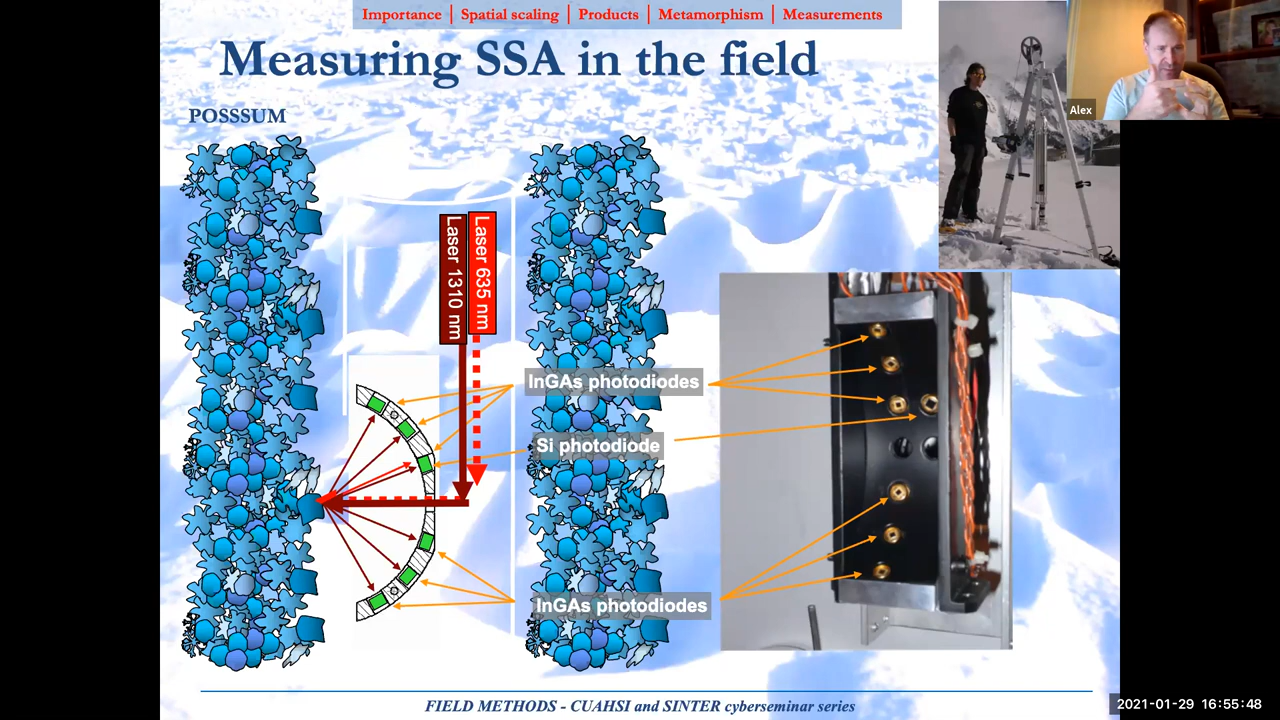 Importance | Spatial scaling | Products | Metamorphism | Measurements
Measuring SSA in the field
POSSSUM
Alex
Laser 1310 nm
Laser 635 nm
InGAs photodiodes
Si photodiode
InGAs photodiodes
FIELD METHODS - CUAHSI and SINTER cyberseminar series
2021-01-29 16:55:48